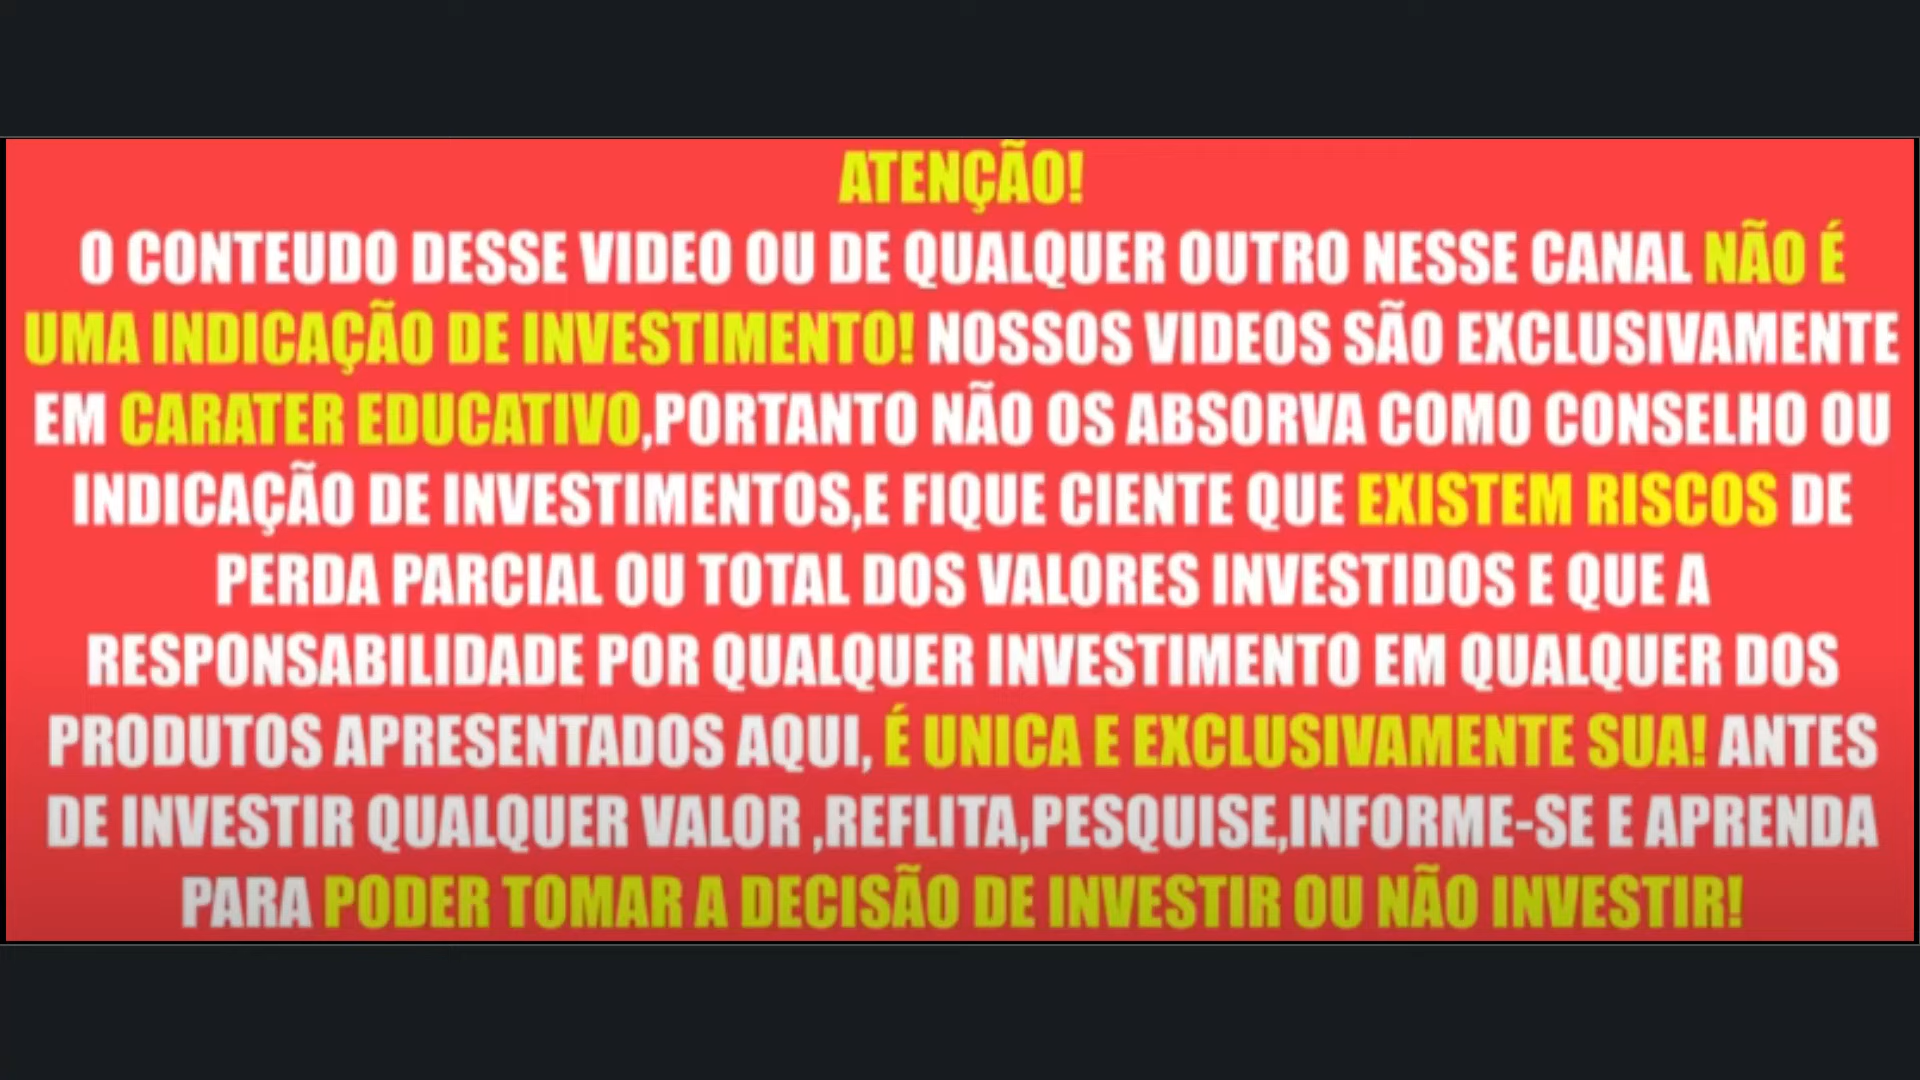 ATENÇÃO!
O CONTEUDO DESSE VIDEO OU DE QUALQUER OUTRO NESSE CANAL NÃO É
UMA INDICAÇÃO DE INVESTIMENTO! NOSSOS VIDEOS SÃO EXCLUSIVAMENTE
EM CARATER EDUCATIVO,PORTANTO NÃO OS ABSORVA COMO CONSELHO OU
INDICAÇÃO DE INVESTIMENTOS,E FIQUE CIENTE QUE EXISTEM RISCOS DE
PERDA PARCIAL OU TOTAL DOS VALORES INVESTIDOS E QUE A
RESPONSABILIDADE POR QUALQUER INVESTIMENTO EM QUALQUER DOS
PRODUTOS APRESENTADOS AQUI, É UNICA E EXCLUSIVAMENTE SUA! ANTES
DE INVESTIR QUALQUER VALOR ,REFLITA,PESQUISE,INFORME-SE E APRENDA
PARA PODER TOMAR A DECISÃO DE INVESTIR OU NÃO INVESTIR!